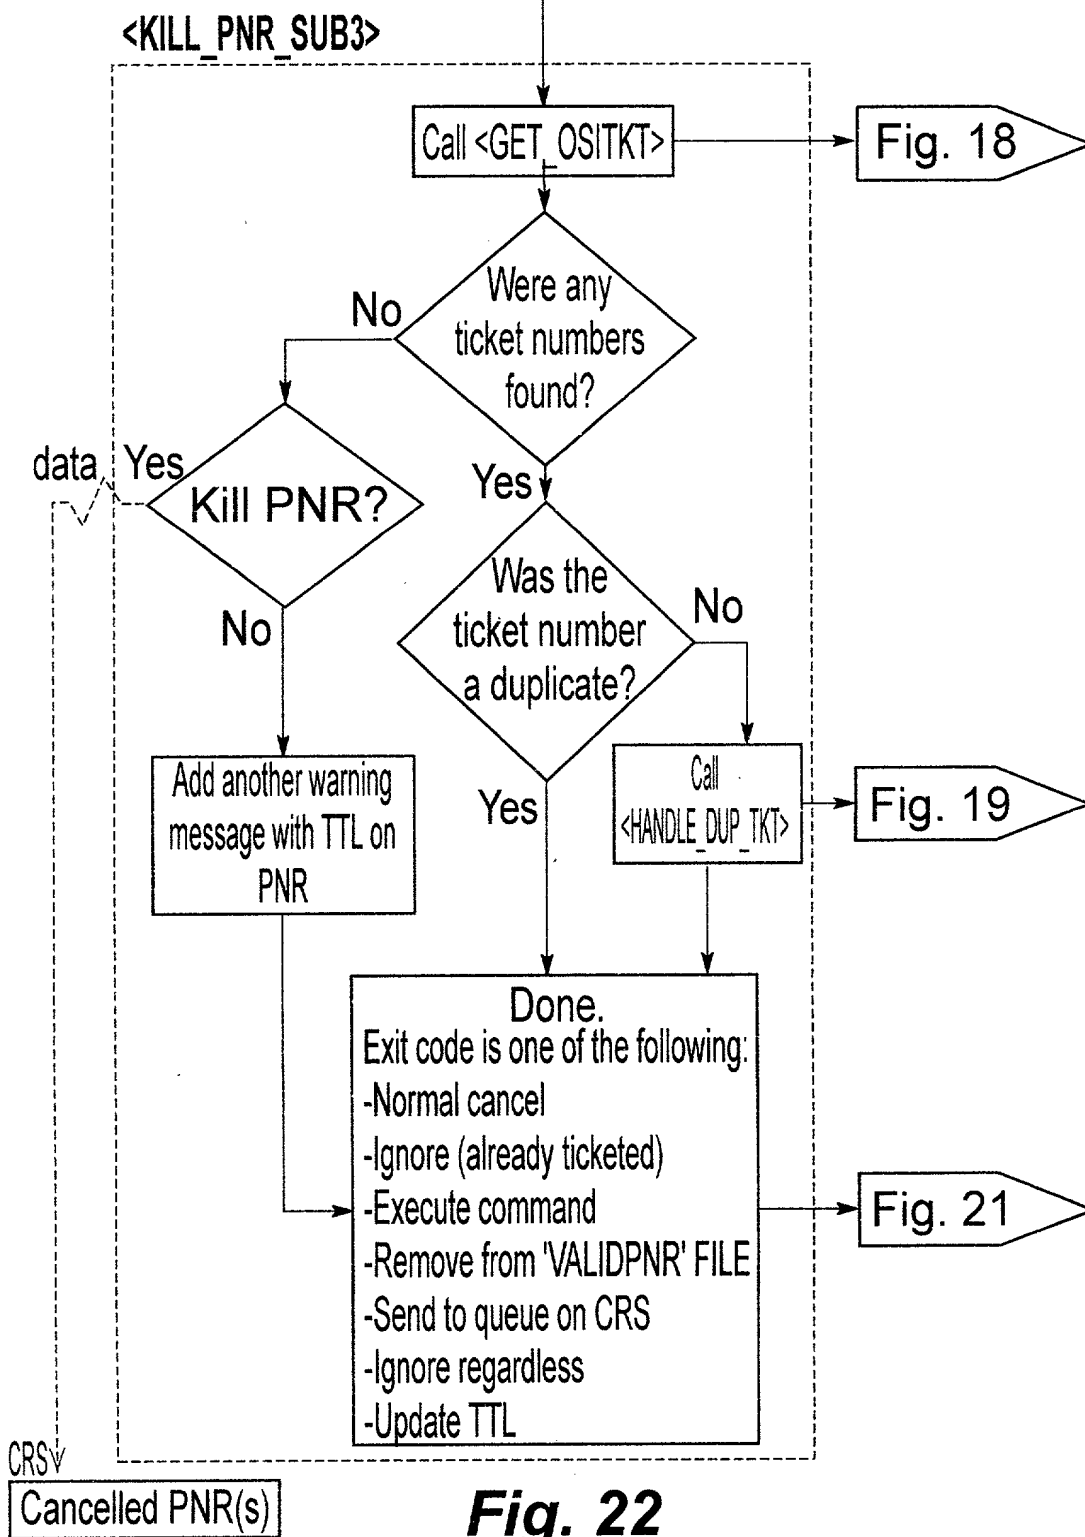 <KILL_PNR_SUB3>
Call <GET_OSITKT>
Fig. 18
Were any
ticket numbers
found?
No
data
Yes
Kill PNR?
Yes
No
Was the
ticket number
a duplicate?
No
Add another warning
message with TTL on
PNR
Yes
Call
<HANDLE_DUP_TKT>
Fig. 19
Done.
Exit code is one of the following:
-Normal cancel
-Ignore (already ticketed)
-Execute command
-Remove from 'VALIDPNR' FILE
-Send to queue on CRS
-Ignore regardless
-Update TTL
Fig. 21
CRS
Cancelled PNR(s)
Fig. 22